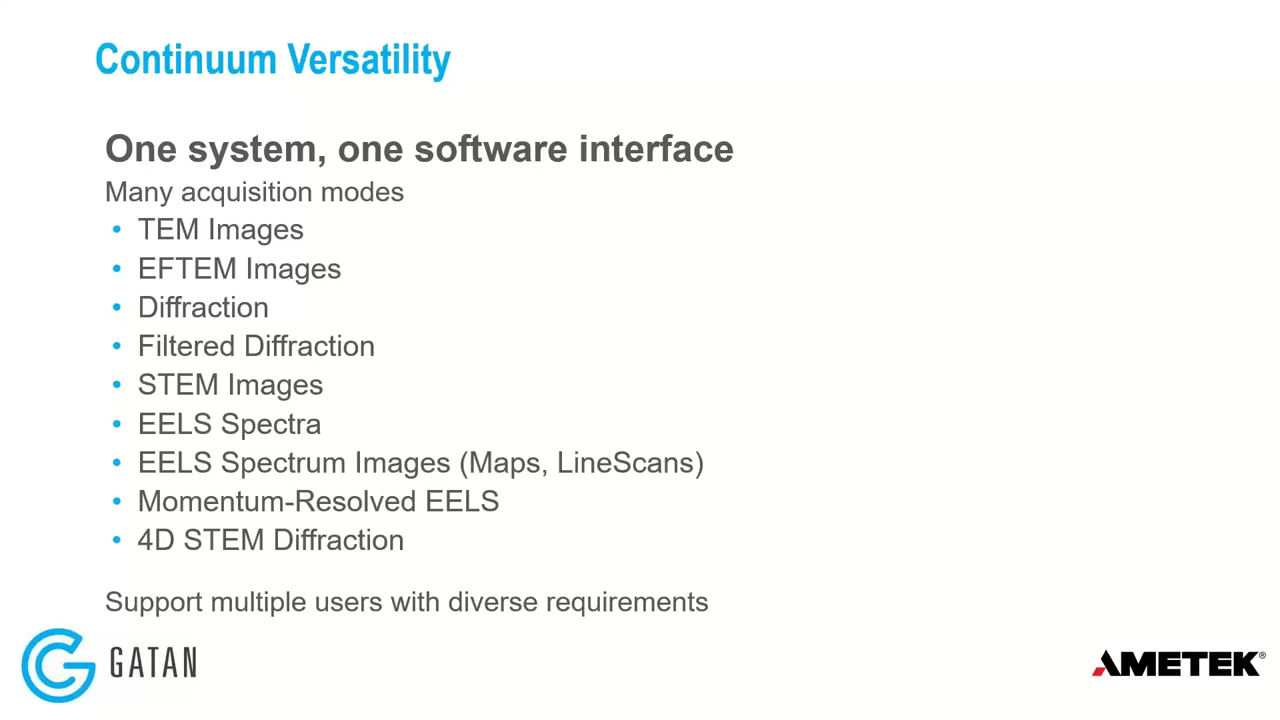 Continuum Versatility
One system, one software interface
Many acquisition modes
• TEM Images
• EFTEM Images
• Diffraction
• Filtered Diffraction
• STEM Images
• EELS Spectra
• EELS Spectrum Images (Maps, LineScans)
• Momentum-Resolved EELS
• 4D STEM Diffraction
Support multiple users with diverse requirements
GATAN
AMETEK®